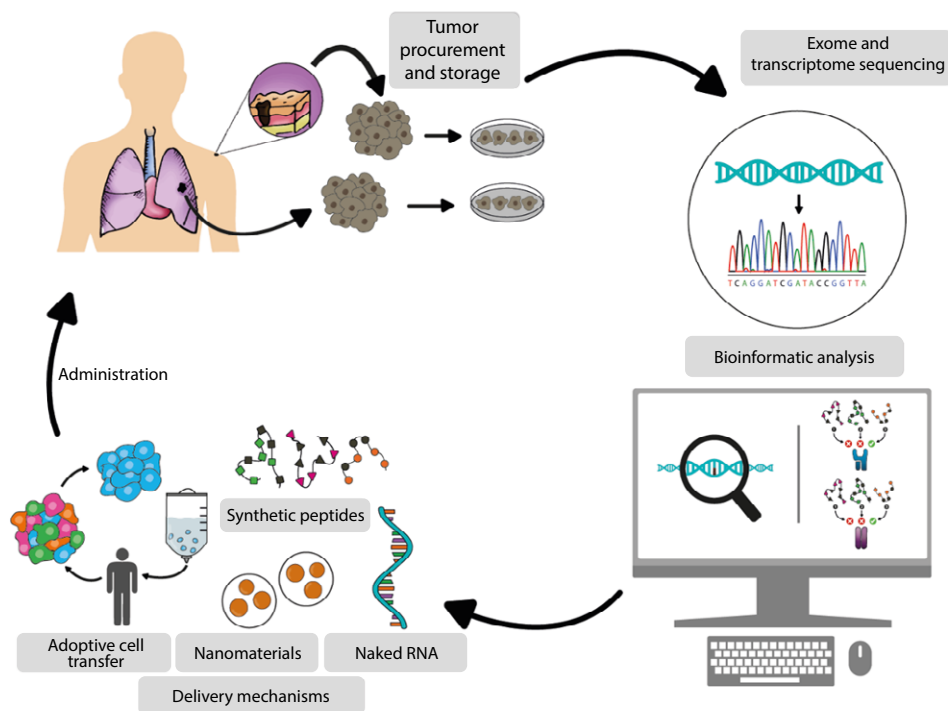 Tumor
procurement
and storage
Exome and
transcriptome sequencing
TCAGGATCGATACCGGTTA
Bioinformatic analysis
Administration
Synthetic peptides
Adoptive cell
transfer
Nanomaterials
Naked RNA
Delivery mechanisms